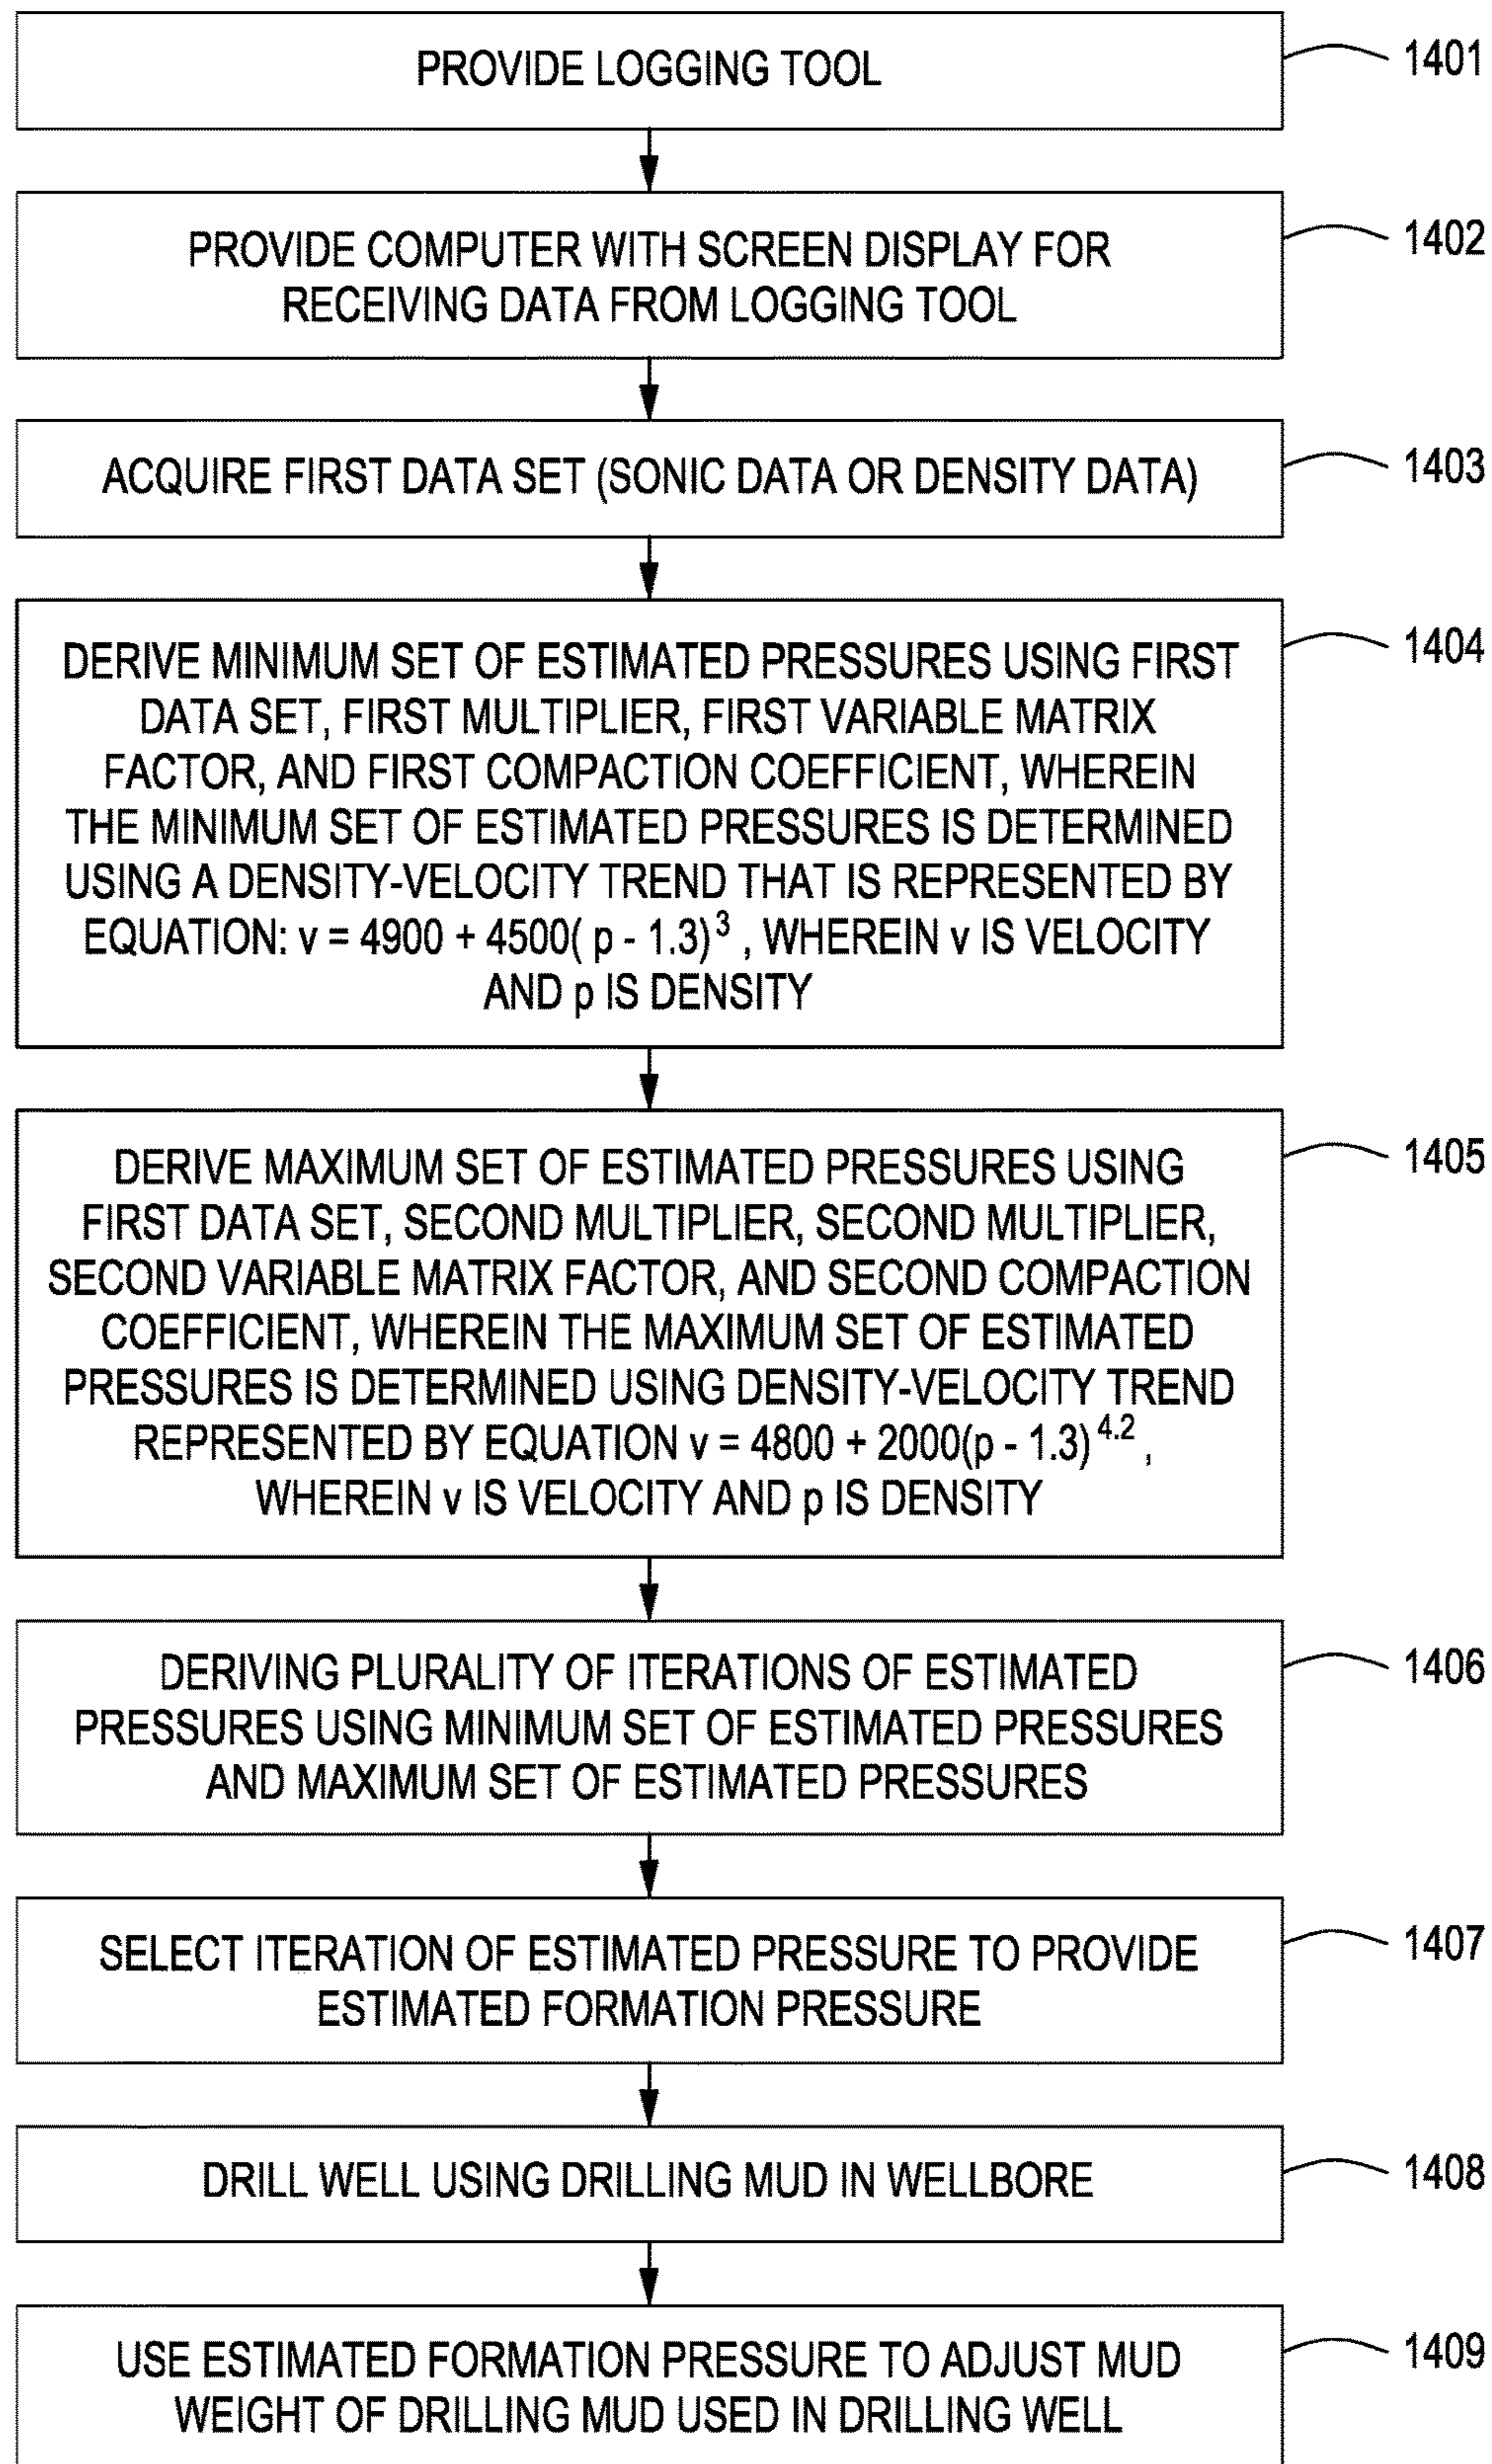 PROVIDE LOGGING TOOL
1401
PROVIDE COMPUTER WITH SCREEN DISPLAY FOR
RECEIVING DATA FROM LOGGING TOOL
1402
ACQUIRE FIRST DATA SET (SONIC DATA OR DENSITY DATA)
1403
DERIVE MINIMUM SET OF ESTIMATED PRESSURES USING FIRST
DATA SET, FIRST MULTIPLIER, FIRST VARIABLE MATRIX
FACTOR, AND FIRST COMPACTION COEFFICIENT, WHEREIN
THE MINIMUM SET OF ESTIMATED PRESSURES IS DETERMINED
USING A DENSITY-VELOCITY TREND THAT IS REPRESENTED BY
EQUATION: v = 4900 + 4500( p - 1.3)³ , WHEREIN v IS VELOCITY
AND p IS DENSITY
1404
DERIVE MAXIMUM SET OF ESTIMATED PRESSURES USING
FIRST DATA SET, SECOND MULTIPLIER, SECOND MULTIPLIER,
SECOND VARIABLE MATRIX FACTOR, AND SECOND COMPACTION
COEFFICIENT, WHEREIN THE MAXIMUM SET OF ESTIMATED
PRESSURES IS DETERMINED USING DENSITY-VELOCITY TREND
REPRESENTED BY EQUATION v = 4800 + 2000(p - 1.3)^4.2 ,
WHEREIN v IS VELOCITY AND p IS DENSITY
1405
DERIVING PLURALITY OF ITERATIONS OF ESTIMATED
PRESSURES USING MINIMUM SET OF ESTIMATED PRESSURES
AND MAXIMUM SET OF ESTIMATED PRESSURES
1406
SELECT ITERATION OF ESTIMATED PRESSURE TO PROVIDE
ESTIMATED FORMATION PRESSURE
1407
DRILL WELL USING DRILLING MUD IN WELLBORE
1408
USE ESTIMATED FORMATION PRESSURE TO ADJUST MUD
WEIGHT OF DRILLING MUD USED IN DRILLING WELL
1409